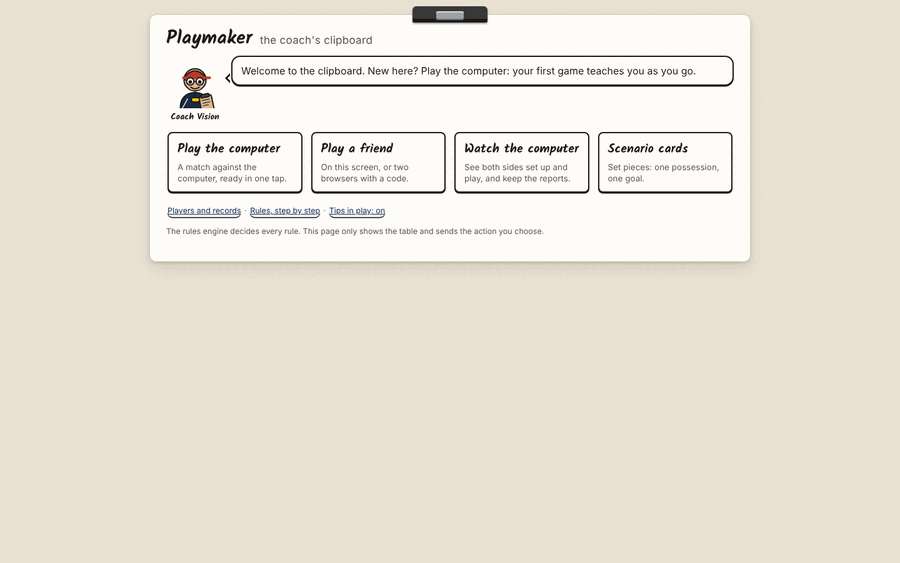 Playmaker the coach's clipboard
Welcome to the clipboard. New here? Play the computer: your first game teaches you as you go.
Coach Vision
Play the computer
A match against the
computer, ready in one tap.
Play a friend
On this screen, or two
browsers with a code.
Watch the computer
See both sides set up and
play, and keep the reports.
Scenario cards
Set pieces: one possession,
one goal.
Players and records · Rules, step by step · Tips in play: on
The rules engine decides every rule. This page only shows the table and sends the action you choose.